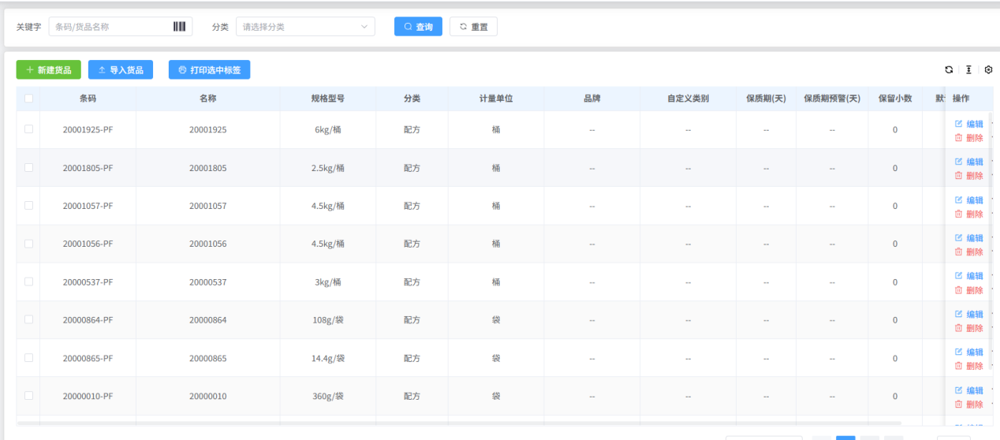 关键字 条码/货品名称 分类 请选择分类 查询 重置
新建货品 导入货品 打印选中标签
条码 名称 规格型号 分类 计量单位 品牌 自定义类别 保质期(天) 保质期预警(天) 保留小数 操作
20001925-PF 20001925 6kg/桶 配方 桶 -- -- -- -- 0 编辑
删除
20001805-PF 20001805 2.5kg/桶 配方 桶 -- -- -- -- 0 编辑
删除
20001057-PF 20001057 4.5kg/桶 配方 桶 -- -- -- -- 0 编辑
删除
20001056-PF 20001056 4.5kg/桶 配方 桶 -- -- -- -- 0 编辑
删除
20000537-PF 20000537 3kg/桶 配方 桶 -- -- -- -- 0 编辑
删除
20000864-PF 20000864 108g/袋 配方 袋 -- -- -- -- 0 编辑
删除
20000865-PF 20000865 14.4g/袋 配方 袋 -- -- -- -- 0 编辑
删除
20000010-PF 20000010 360g/袋 配方 袋 -- -- -- -- 0 编辑
删除